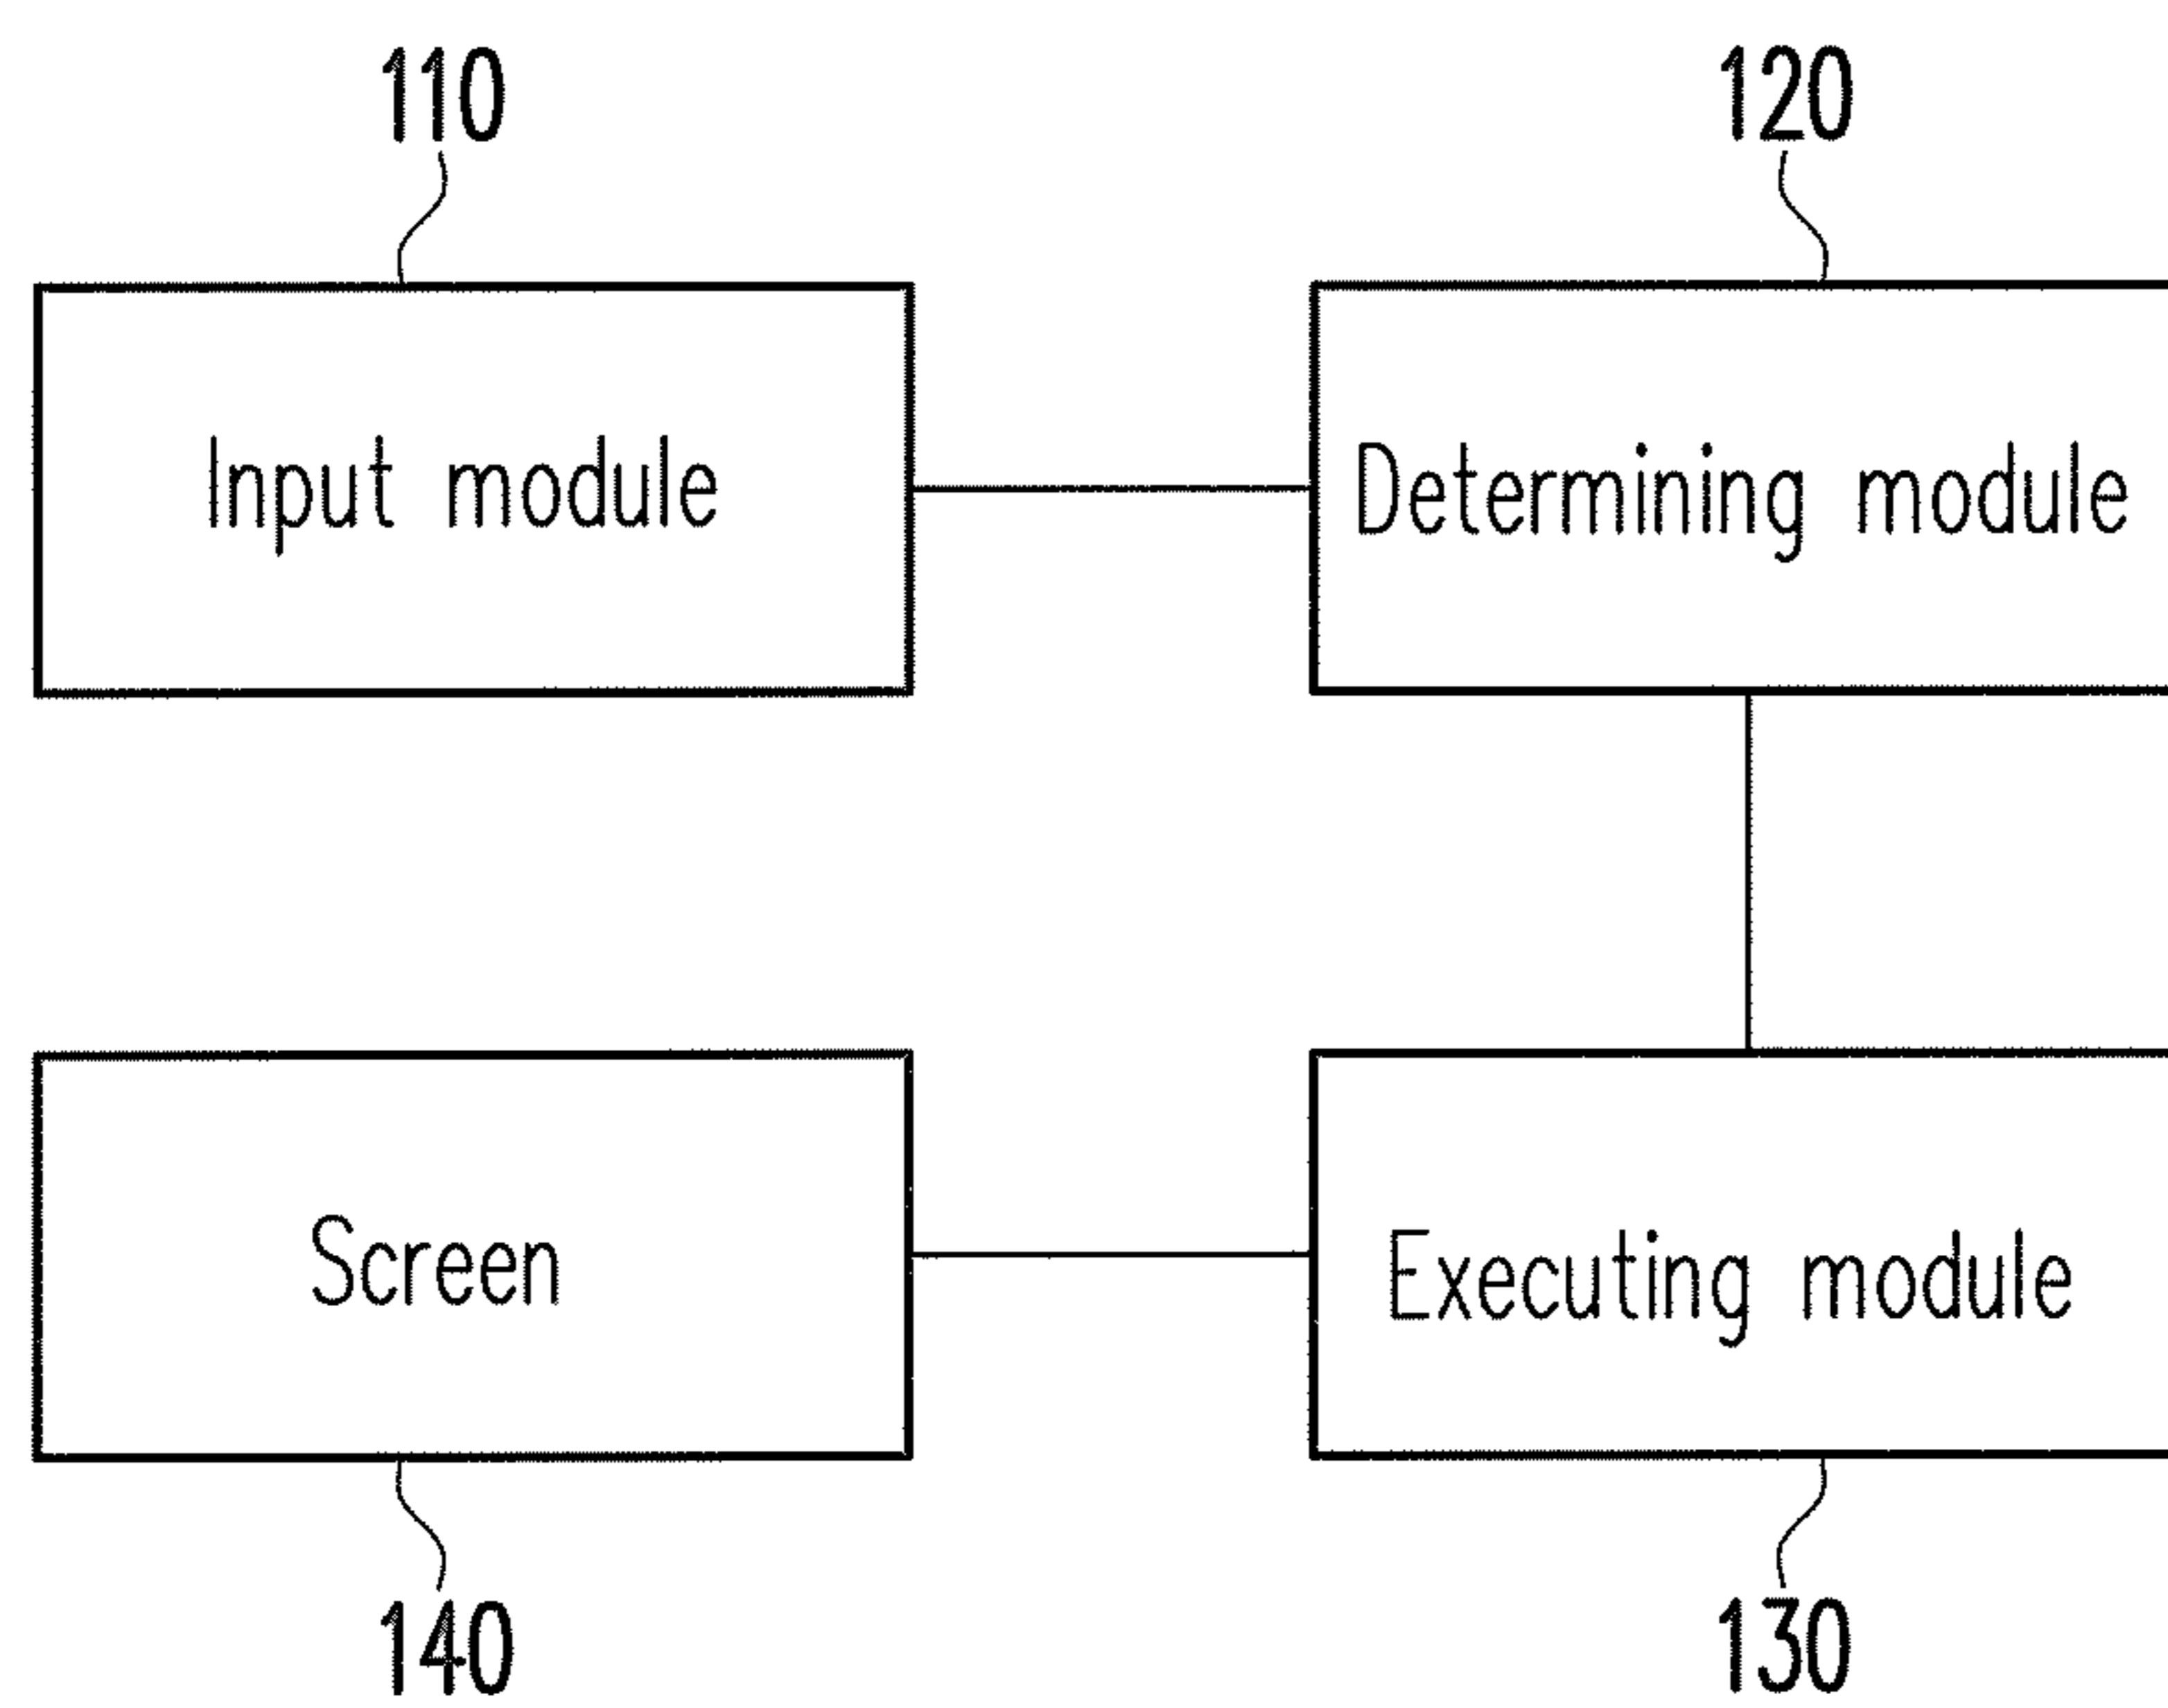 110
120
Input module
Determining module
Screen
Executing module
140
130